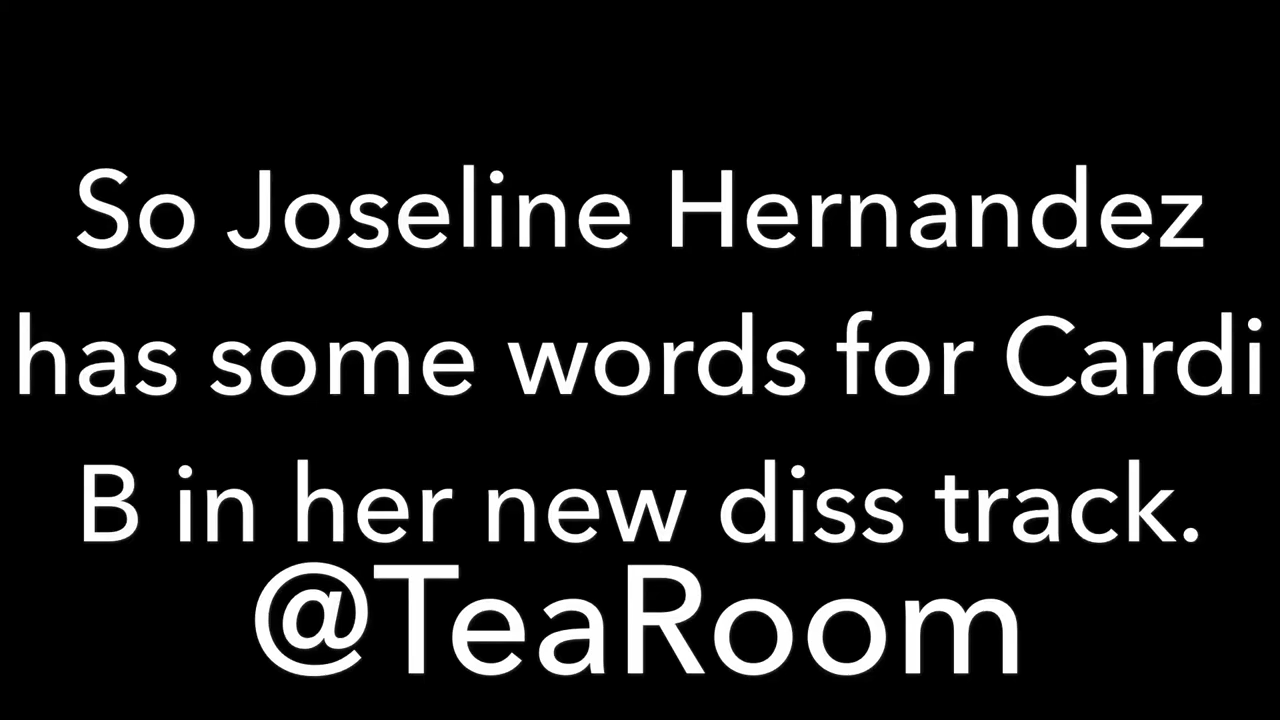 So Joseline Hernandez
has some words for Cardi
B in her new diss track.
@TeaRoom